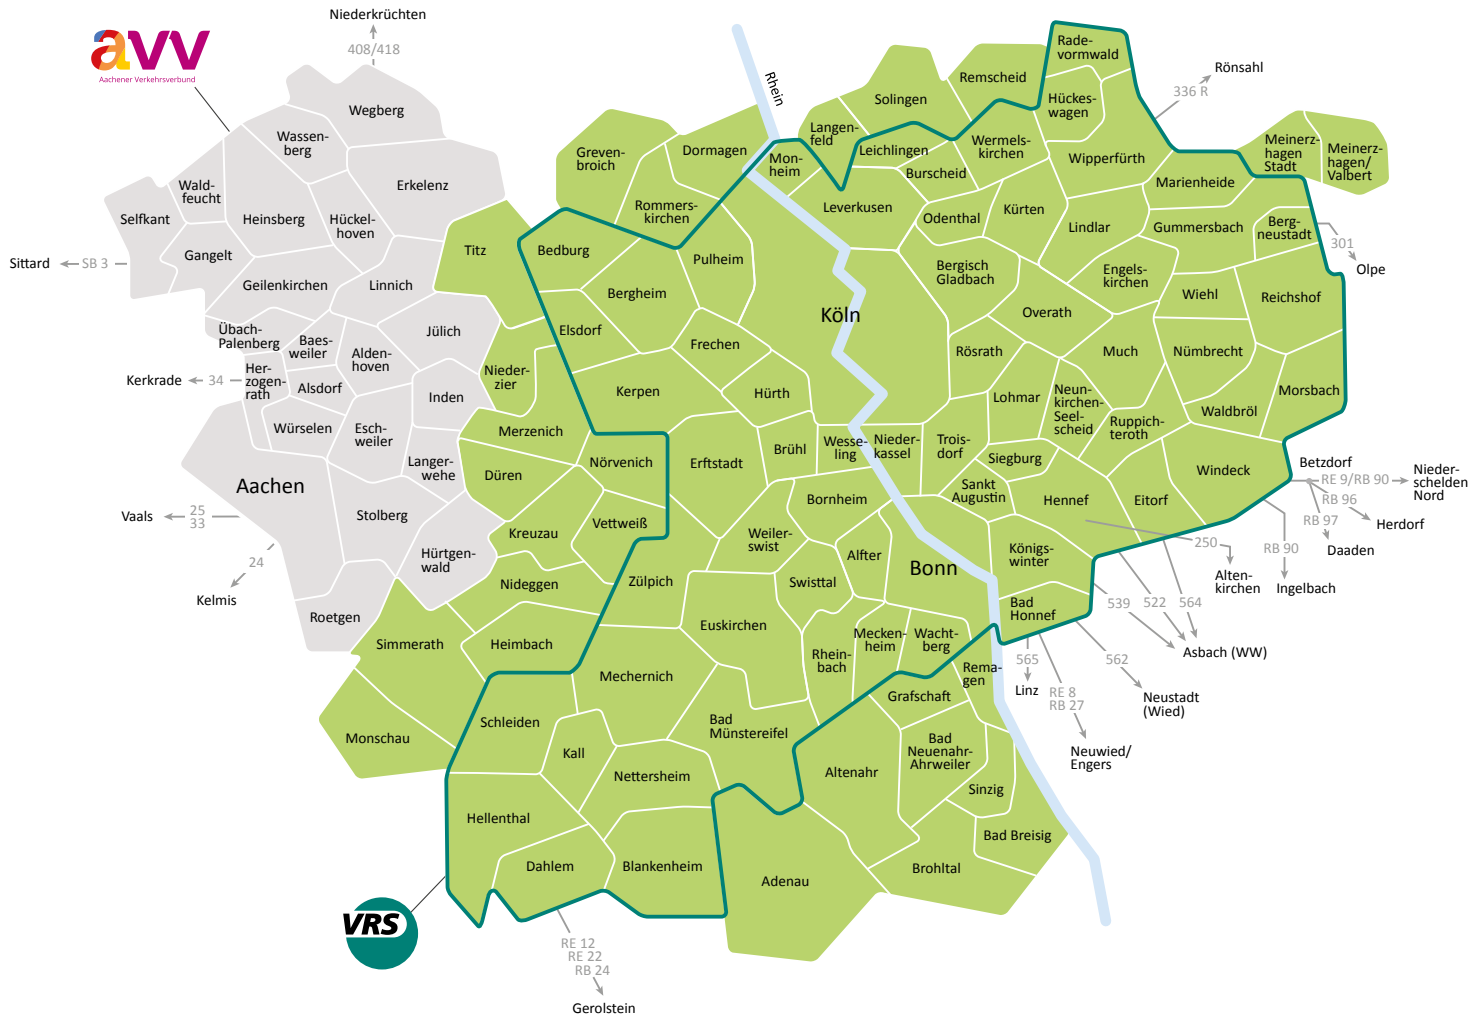 Niederkrüchten
408/418
avv
Aachener Verkehrsverbund
Rhein
Rade-
vormwald
Rönsahl
336 R
Wegberg
Solingen
Remscheid
Hückes-
wagen
Wassen-
berg
Langen-
feld
Leichlingen
Wermels-
kirchen
Wipperfürth
Meinerz-
hagen
Stadt
Meinerz-
hagen/
Valbert
Greven-
broich
Dormagen
Mon-
heim
Burscheid
Marienheide
Wald-
feucht
Erkelenz
Selfkant
Heinsberg
Hückel-
hoven
Rommers-
kirchen
Leverkusen
Odenthal
Kürten
Lindlar
Gummersbach
Berg-
neustadt
301
Olpe
Sittard
SB 3
Gangelt
Titz
Bedburg
Pulheim
Bergisch
Gladbach
Engels-
kirchen
Geilenkirchen
Linnich
Bergheim
Wiehl
Reichshof
Köln
Overath
Übach-
Palenberg
Baes-
weiler
Jülich
Elsdorf
Frechen
Rösrath
Much
Nümbrecht
Alden-
hoven
Kerkrade
34
Her-
zogen-
rath
Alsdorf
Nieder-
zier
Kerpen
Hürth
Inden
Lohmar
Neun-
kirchen-
Seel-
scheid
Morsbach
Waldbröl
Würselen
Esch-
weiler
Merzenich
Ruppich-
teroth
Brühl
Wesse-
ling
Nieder-
kassel
Trois-
dorf
Siegburg
Langer-
wehe
Düren
Nörvenich
Erftstadt
Windeck
Betzdorf
RE 9/RB 90
Nieder-
schelden
Nord
Aachen
Sankt
Augustin
Hennef
Eitorf
Bornheim
RB 96
Herdorf
Vaals
25
33
Stolberg
Kreuzau
Vettweiß
Weiler-
swist
RB 97
Daaden
Alfter
Bonn
Königs-
winter
250
RB 90
24
Hürtgen-
wald
Nideggen
Zülpich
Swisttal
Alten-
kirchen
Ingelbach
Kelmis
Bad
Honnef
539
522
564
Roetgen
Simmerath
Heimbach
Euskirchen
Mecken-
heim
Wacht-
berg
Asbach (WW)
Rhein-
bach
Rema-
gen
565
562
Linz
Mechernich
Grafschaft
RE 8
RB 27
Neustadt
(Wied)
Schleiden
Monschau
Bad
Münstereifel
Bad
Neuenahr-
Ahrweiler
Neuwied/
Engers
Kall
Nettersheim
Altenahr
Sinzig
Hellenthal
Bad Breisig
Dahlem
Blankenheim
Adenau
Brohltal
VRS
RE 12
RE 22
RB 24
Gerolstein